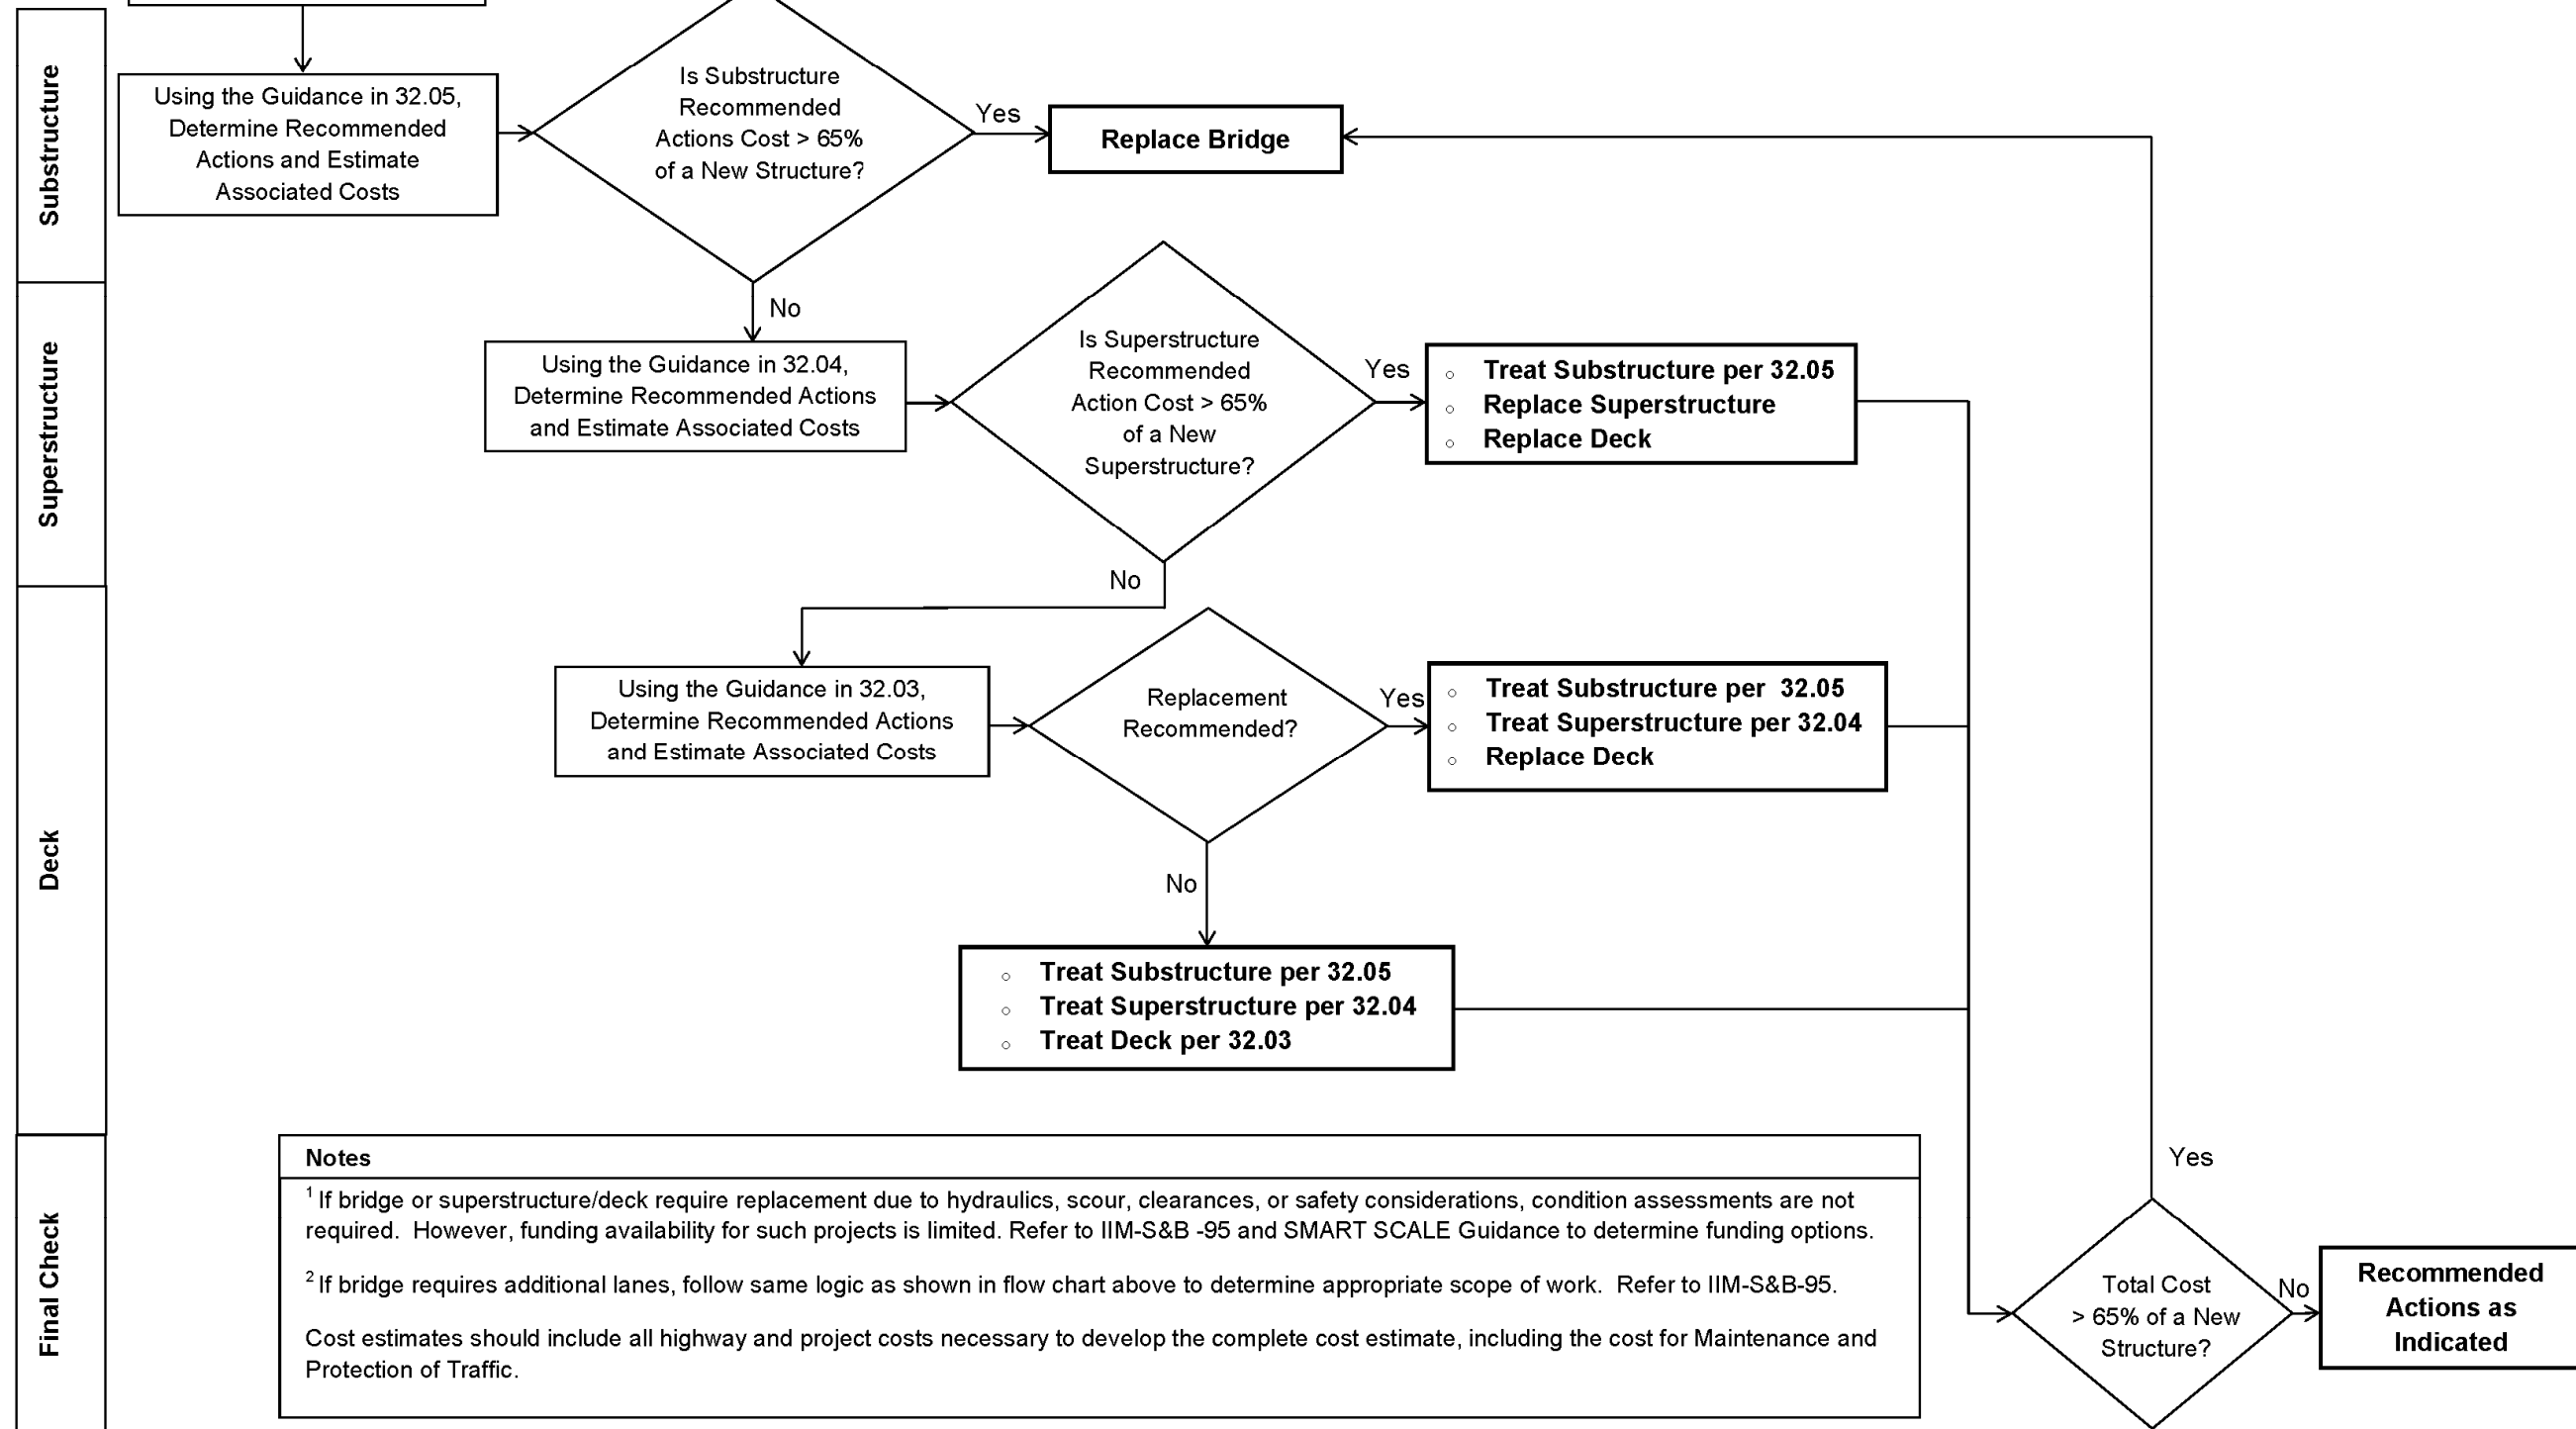 Substructure
Using the Guidance in 32.05,
Determine Recommended
Actions and Estimate
Associated Costs
Is Substructure
Recommended
Actions Cost > 65%
of a New Structure?
Yes
Replace Bridge
No
Superstructure
Using the Guidance in 32.04,
Determine Recommended Actions
and Estimate Associated Costs
Is Superstructure
Recommended
Action Cost > 65%
of a New
Superstructure?
Yes
○ Treat Substructure per 32.05
○ Replace Superstructure
○ Replace Deck
No
Deck
Using the Guidance in 32.03,
Determine Recommended Actions
and Estimate Associated Costs
Replacement
Recommended?
Yes
○ Treat Substructure per  32.05
○ Treat Superstructure per 32.04
○ Replace Deck
No
○ Treat Substructure per 32.05
○ Treat Superstructure per 32.04
○ Treat Deck per 32.03
Final Check
Notes
1 If bridge or superstructure/deck require replacement due to hydraulics, scour, clearances, or safety considerations, condition assessments are not
required.  However, funding availability for such projects is limited. Refer to IIM-S&B -95 and SMART SCALE Guidance to determine funding options.
2 If bridge requires additional lanes, follow same logic as shown in flow chart above to determine appropriate scope of work.  Refer to IIM-S&B-95.
Cost estimates should include all highway and project costs necessary to develop the complete cost estimate, including the cost for Maintenance and
Protection of Traffic.
Yes
Total Cost
> 65% of a New
Structure?
No
Recommended
Actions as
Indicated